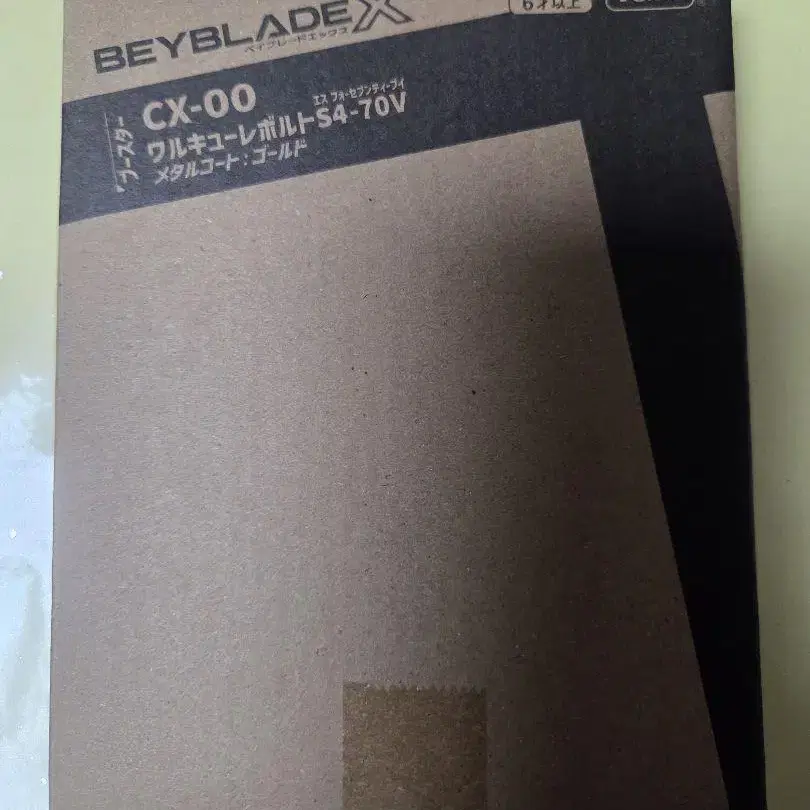 BEYBLADE X
ベイブレードエックス
6才以上
ブースター
CX-00
エス フォーセブンティーブイ
ワルキューレボルトS4-70V
メタルコート:ゴールド